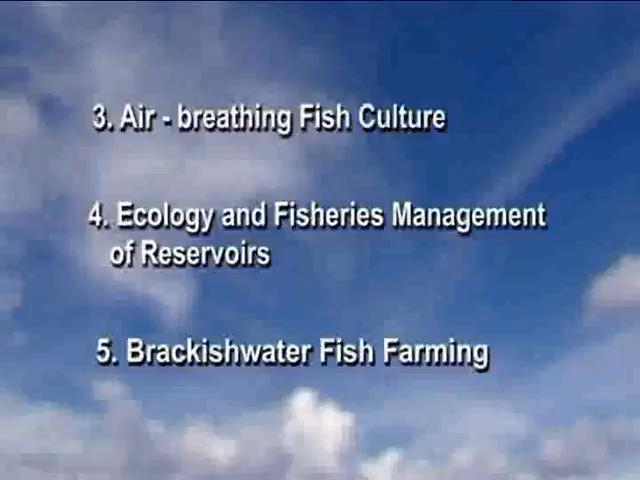 3. Air - breathing Fish Culture
4. Ecology and Fisheries Management
of Reservoirs
5. Brackishwater Fish Farming